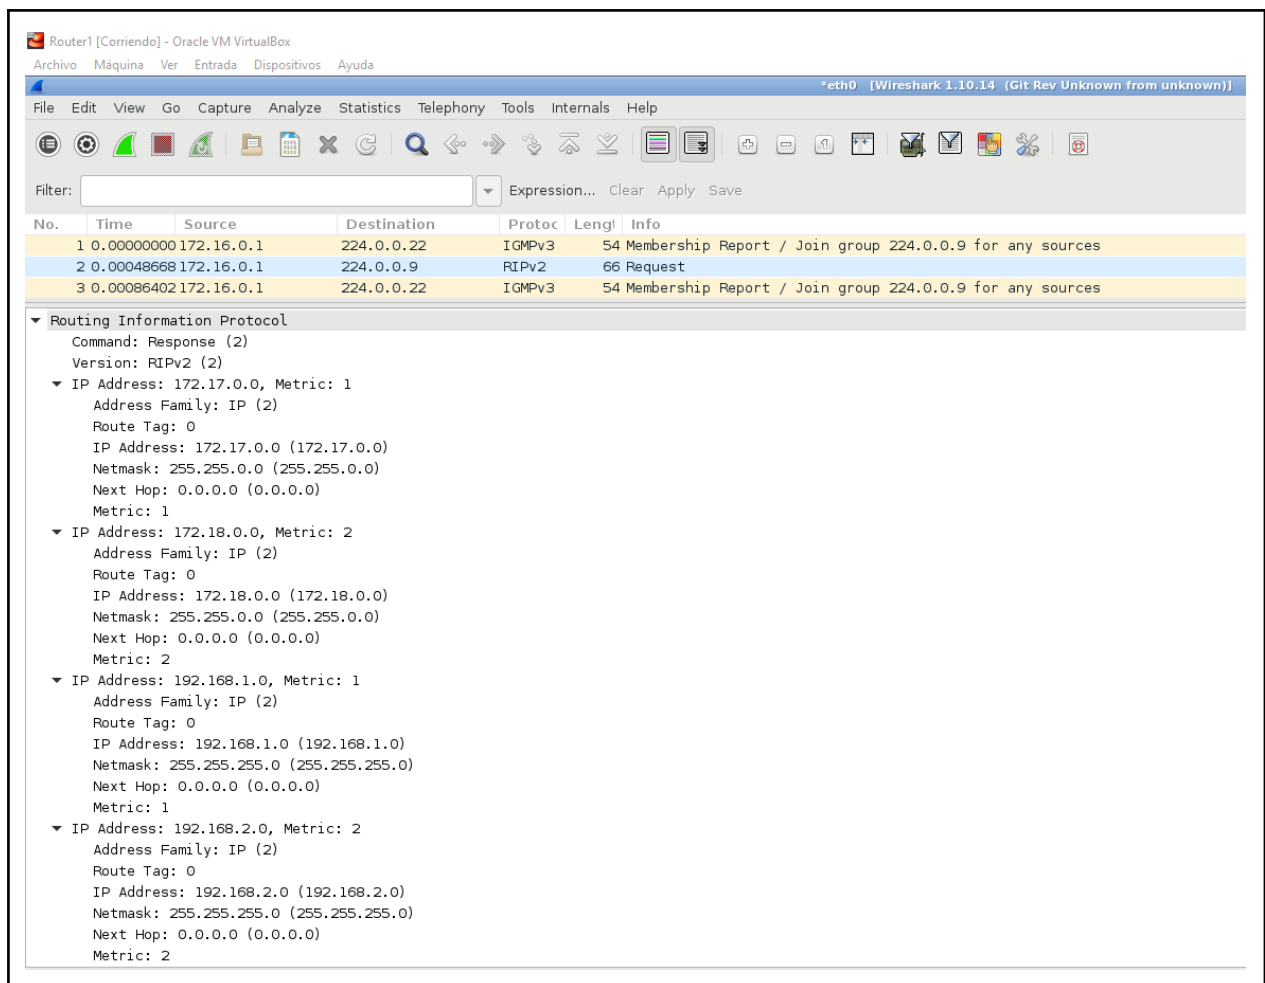 Router1 [Corriendo] - Oracle VM VirtualBox
Archivo Máquina Ver Entrada Dispositivos Ayuda
*eth0 [Wireshark 1.10.14 (Git Rev Unknown from unknown)]
File Edit View Go Capture Analyze Statistics Telephony Tools Internals Help
Filter: Expression... Clear Apply Save
No. Time Source Destination Protoc Lengt Info
1 0.00000000 172.16.0.1 224.0.0.22 IGMPv3 54 Membership Report / Join group 224.0.0.9 for any sources
2 0.00048668 172.16.0.1 224.0.0.9 RIPv2 66 Request
3 0.00086402 172.16.0.1 224.0.0.22 IGMPv3 54 Membership Report / Join group 224.0.0.9 for any sources
Routing Information Protocol
Command: Response (2)
Version: RIPv2 (2)
IP Address: 172.17.0.0, Metric: 1
Address Family: IP (2)
Route Tag: 0
IP Address: 172.17.0.0 (172.17.0.0)
Netmask: 255.255.0.0 (255.255.0.0)
Next Hop: 0.0.0.0 (0.0.0.0)
Metric: 1
IP Address: 172.18.0.0, Metric: 2
Address Family: IP (2)
Route Tag: 0
IP Address: 172.18.0.0 (172.18.0.0)
Netmask: 255.255.0.0 (255.255.0.0)
Next Hop: 0.0.0.0 (0.0.0.0)
Metric: 2
IP Address: 192.168.1.0, Metric: 1
Address Family: IP (2)
Route Tag: 0
IP Address: 192.168.1.0 (192.168.1.0)
Netmask: 255.255.255.0 (255.255.255.0)
Next Hop: 0.0.0.0 (0.0.0.0)
Metric: 1
IP Address: 192.168.2.0, Metric: 2
Address Family: IP (2)
Route Tag: 0
IP Address: 192.168.2.0 (192.168.2.0)
Netmask: 255.255.255.0 (255.255.255.0)
Next Hop: 0.0.0.0 (0.0.0.0)
Metric: 2